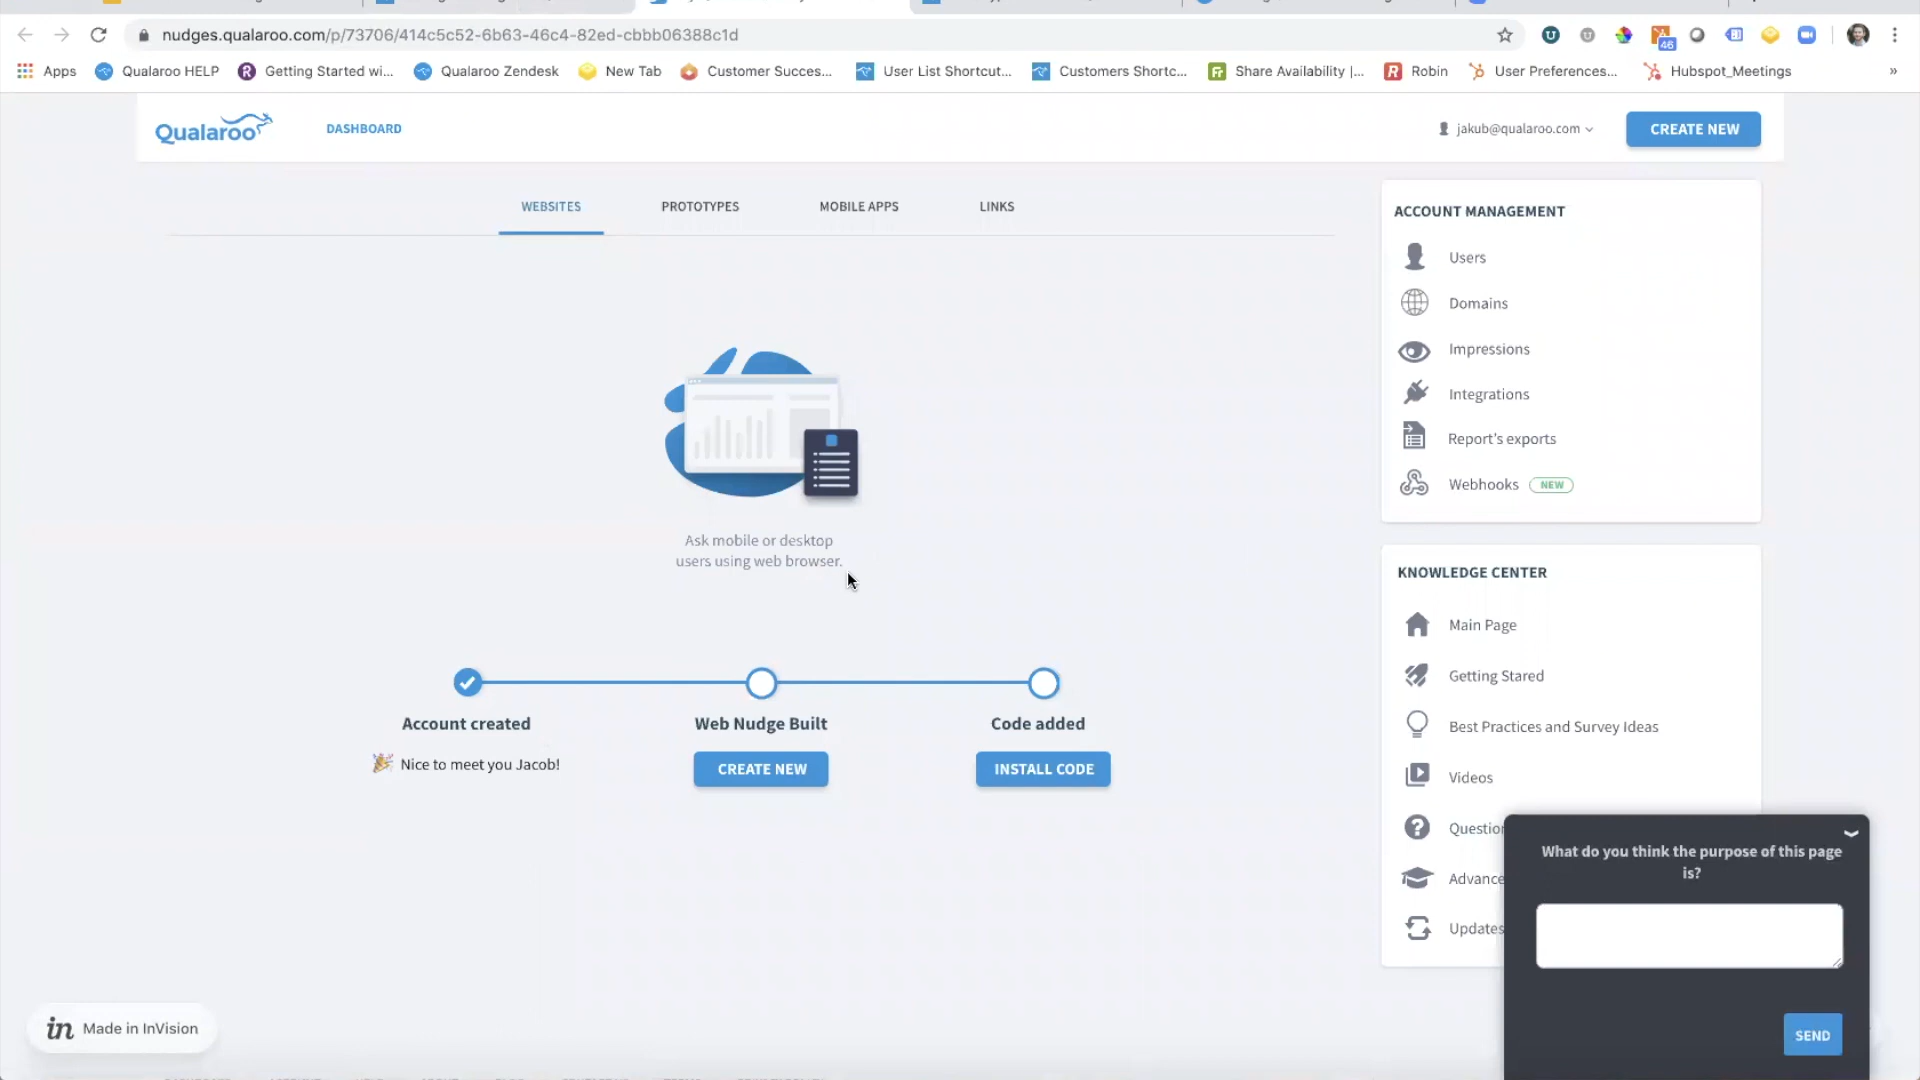 nudges.qualaroo.com/p/73706/414c5c52-6b63-46c4-82ed-cbbb06388c1d
46
Apps Qualaroo HELP Getting Started wi... Qualaroo Zendesk New Tab Customer Succes... User List Shortcut... Customers Shortc... Share Availability |... Robin User Preferences... Hubspot_Meetings »
Qualaroo DASHBOARD jakub@qualaroo.com CREATE NEW
WEBSITES PROTOTYPES MOBILE APPS LINKS
Ask mobile or desktop
users using web browser.
Account created Web Nudge Built Code added
🎉 Nice to meet you Jacob! CREATE NEW INSTALL CODE
ACCOUNT MANAGEMENT
Users
Domains
Impressions
Integrations
Report's exports
Webhooks NEW
KNOWLEDGE CENTER
Main Page
Getting Stared
Best Practices and Survey Ideas
Videos
Question
Advance
Updates
What do you think the purpose of this page
is?
SEND
in Made in InVision